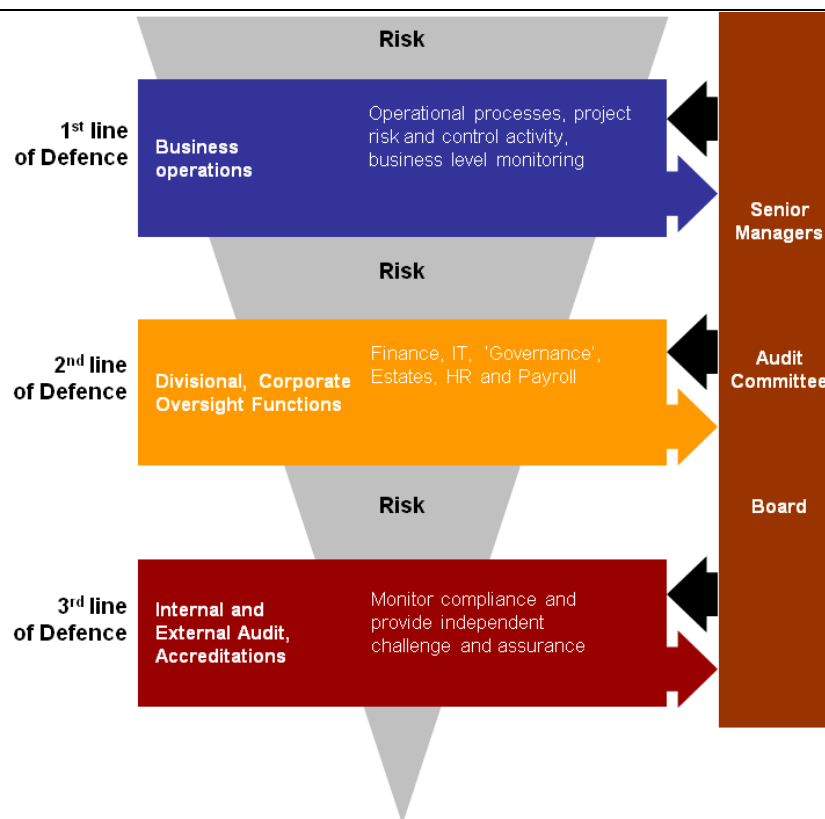 Risk
1st line
of Defence
Business
operations
Operational processes, project
risk and control activity,
business level monitoring
Senior
Managers
Risk
2nd line
of Defence
Divisional, Corporate
Oversight Functions
Finance, IT, 'Governance',
Estates, HR and Payroll
Audit
Committee
Risk
Board
3rd line
of Defence
Internal and
External Audit,
Accreditations
Monitor compliance and
provide independent
challenge and assurance